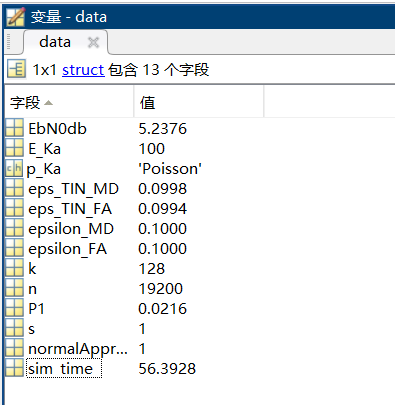 变量 - data
data
1x1 struct 包含 13 个字段
字段 值
EbN0db 5.2376
E_Ka 100
ch p_Ka 'Poisson'
eps_TIN_MD 0.0998
eps_TIN_FA 0.0994
epsilon_MD 0.1000
epsilon_FA 0.1000
k 128
n 19200
P1 0.0216
s 1
normalAppr... 1
sim_time 56.3928